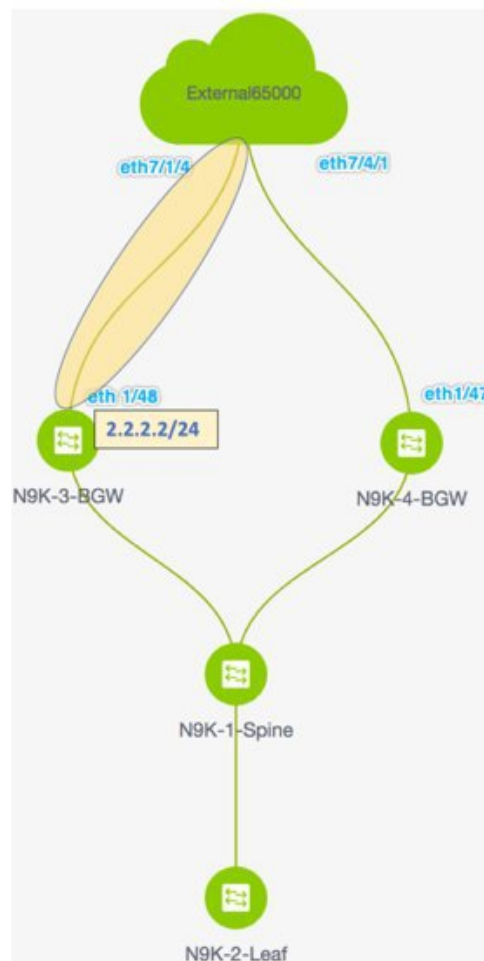 External65000
eth7/1/4
eth7/4/1
eth 1/48
eth1/47
2.2.2.2/24
N9K-3-BGW
N9K-4-BGW
N9K-1-Spine
N9K-2-Leaf